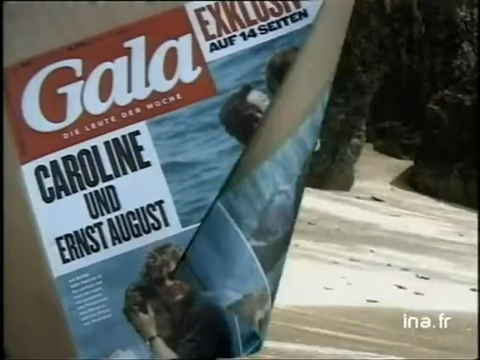 EXKLUSIV
AUF 14 SEITEN
Gala
DIE LEUTE DER WOCHE
CAROLINE
UND
ERNST AUGUST
ina.fr